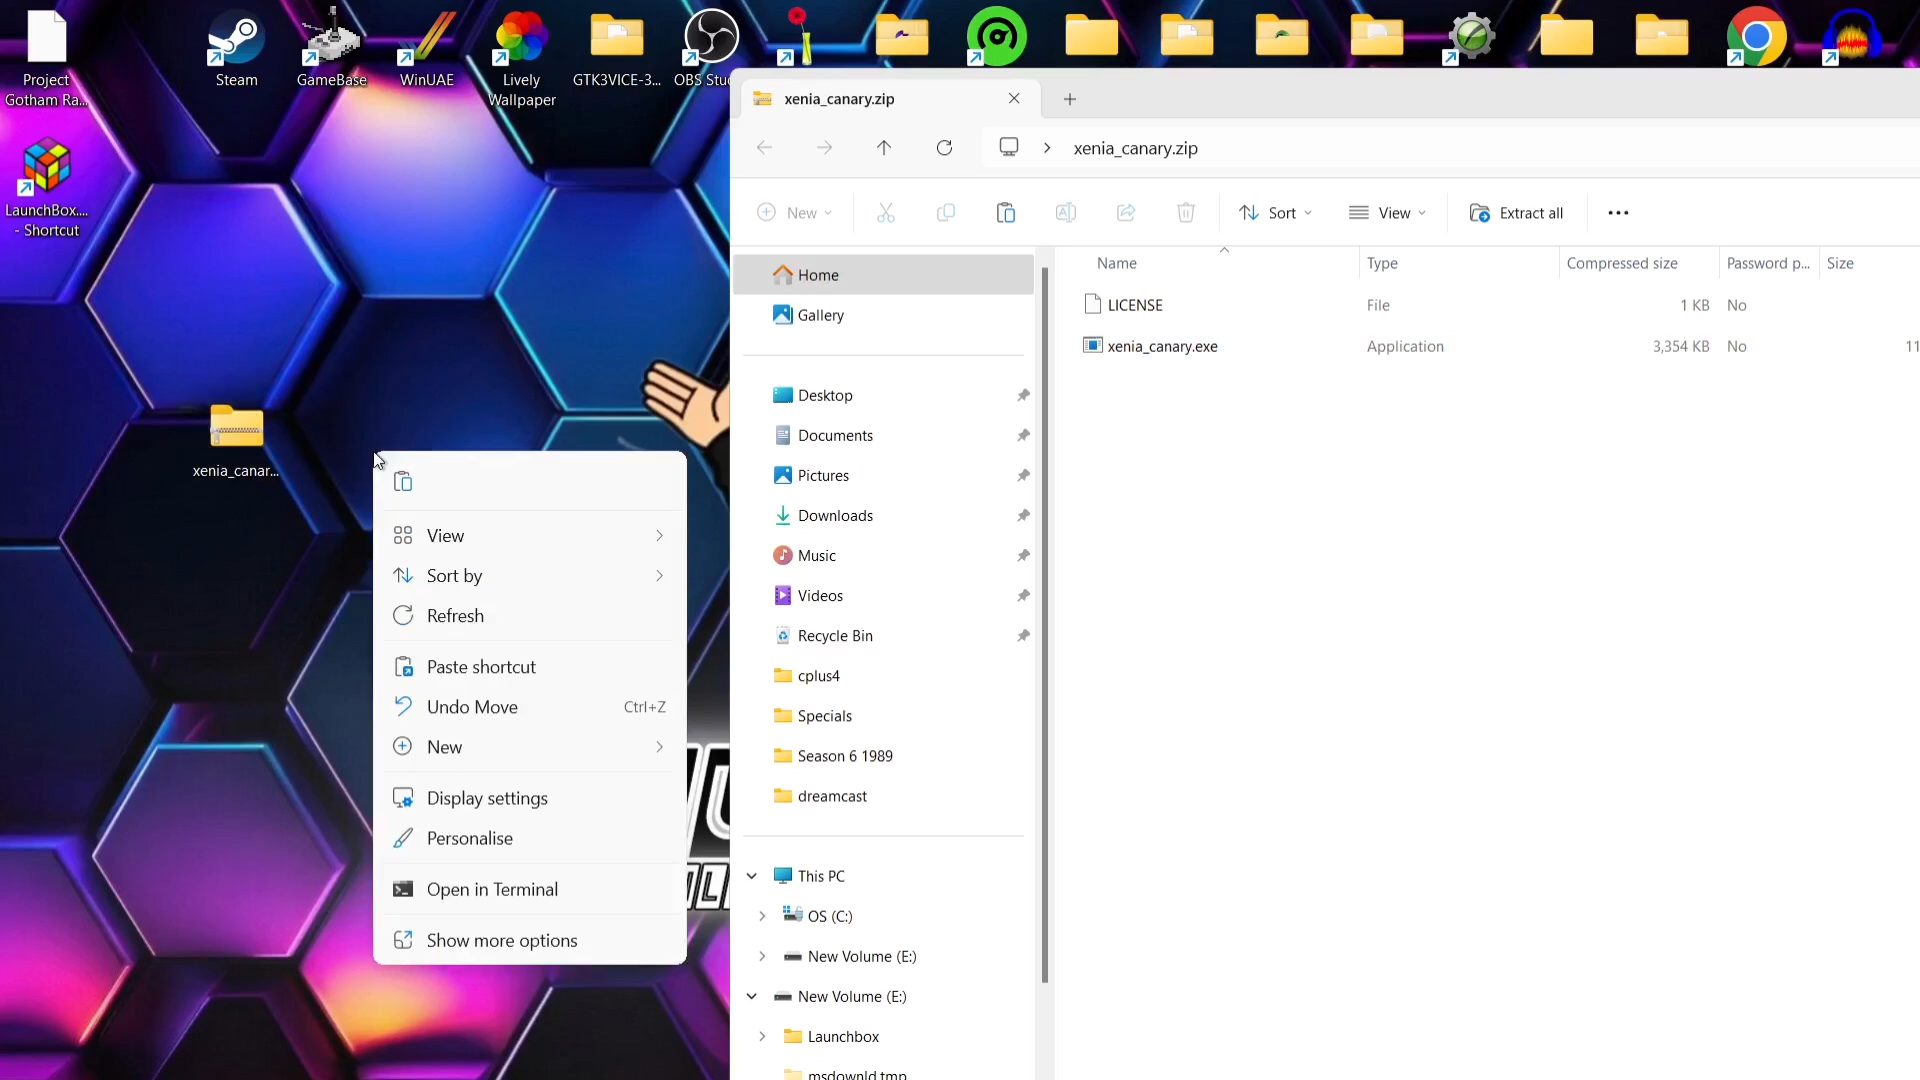 Project
Gotham Ra...
Steam
GameBase
WinUAE
Lively
Wallpaper
GTK3VICE-3...
OBS Stu
LaunchBox....
- Shortcut
xenia_canar...
xenia_canary.zip
xenia_canary.zip
New
Sort
View
Extract all
Name
Type
Compressed size
Password p...
Size
LICENSE
File
1 KB
No
xenia_canary.exe
Application
3,354 KB
No
11
Home
Gallery
Desktop
Documents
Pictures
Downloads
Music
Videos
Recycle Bin
cplus4
Specials
Season 6 1989
dreamcast
This PC
OS (C:)
New Volume (E:)
New Volume (E:)
Launchbox
msdownld.tmp
View
Sort by
Refresh
Paste shortcut
Undo Move
Ctrl+Z
New
Display settings
Personalise
Open in Terminal
Show more options